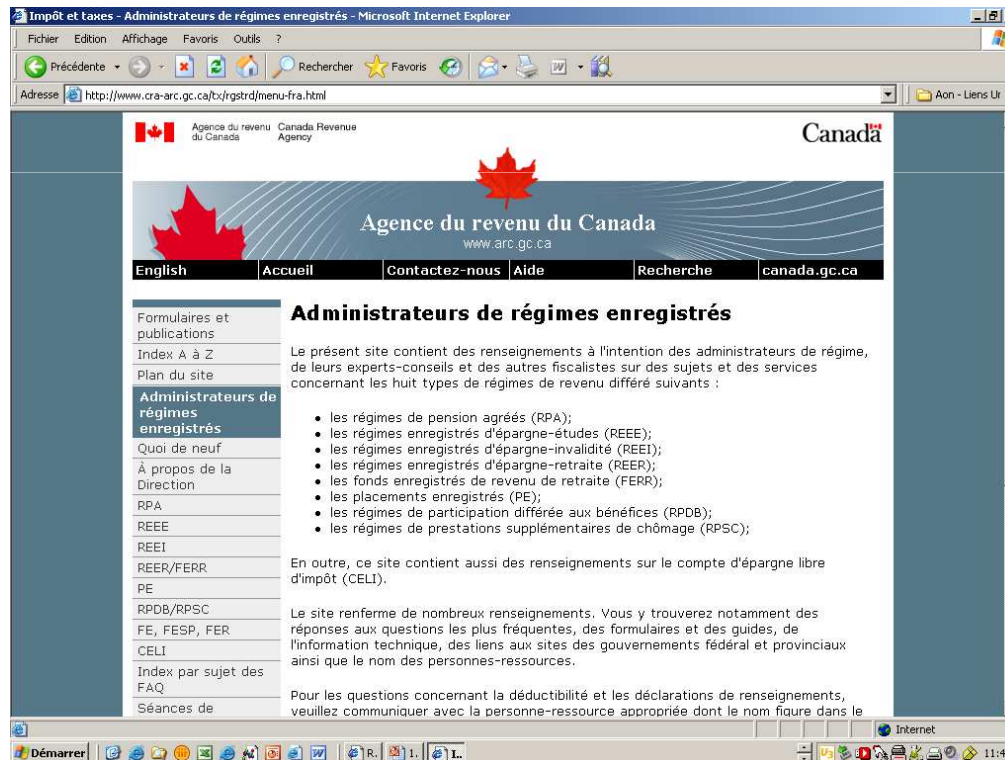 Impôt et taxes - Administrateurs de régimes enregistrés - Microsoft Internet Explorer
Fichier Edition Affichage Favoris Outils ?
Précédente Rechercher Favoris
Adresse http://www.cra-arc.gc.ca/tx/rgstrd/menu-fra.html Aon - Liens Ur
Agence du revenu Canada Revenue
du Canada Agency
Canada
Agence du revenu du Canada
www.arc.gc.ca
English Accueil Contactez-nous Aide Recherche canada.gc.ca
Formulaires et
publications
Index A à Z
Plan du site
Administrateurs de
régimes
enregistrés
Quoi de neuf
À propos de la
Direction
RPA
REEE
REEI
REER/FERR
PE
RPDB/RPSC
FE, FESP, FER
CELI
Index par sujet des
FAQ
Séances de
Administrateurs de régimes enregistrés
Le présent site contient des renseignements à l'intention des administrateurs de régime,
de leurs experts-conseils et des autres fiscalistes sur des sujets et des services
concernant les huit types de régimes de revenu différé suivants :
• les régimes de pension agréés (RPA);
• les régimes enregistrés d'épargne-études (REEE);
• les régimes enregistrés d'épargne-invalidité (REEI);
• les régimes enregistrés d'épargne-retraite (REER);
• les fonds enregistrés de revenu de retraite (FERR);
• les placements enregistrés (PE);
• les régimes de participation différée aux bénéfices (RPDB);
• les régimes de prestations supplémentaires de chômage (RPSC);
En outre, ce site contient aussi des renseignements sur le compte d'épargne libre
d'impôt (CELI).
Le site renferme de nombreux renseignements. Vous y trouverez notamment des
réponses aux questions les plus fréquentes, des formulaires et des guides, de
l'information technique, des liens aux sites des gouvernements fédéral et provinciaux
ainsi que le nom des personnes-ressources.
Pour les questions concernant la déductibilité et les déclarations de renseignements,
veuillez communiquer avec la personne-ressource appropriée dont le nom figure dans le
Internet
Démarrer R. 1. I.. 11:4